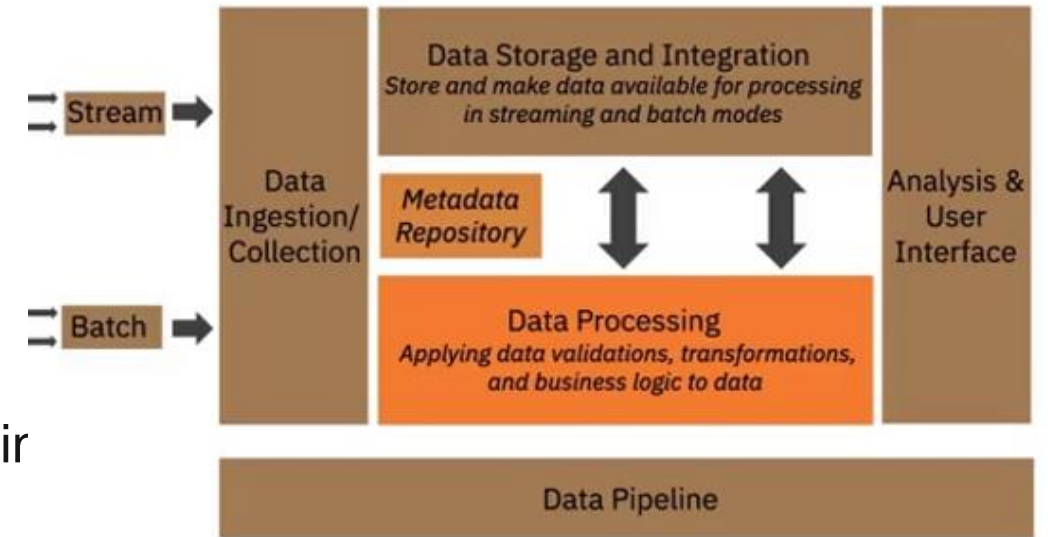 Stream
Batch
Data
Ingestion/
Collection
Data Storage and Integration
Store and make data available for processing
in streaming and batch modes
Metadata
Repository
Data Processing
Applying data validations, transformations,
and business logic to data
Analysis &
User
Interface
Data Pipeline